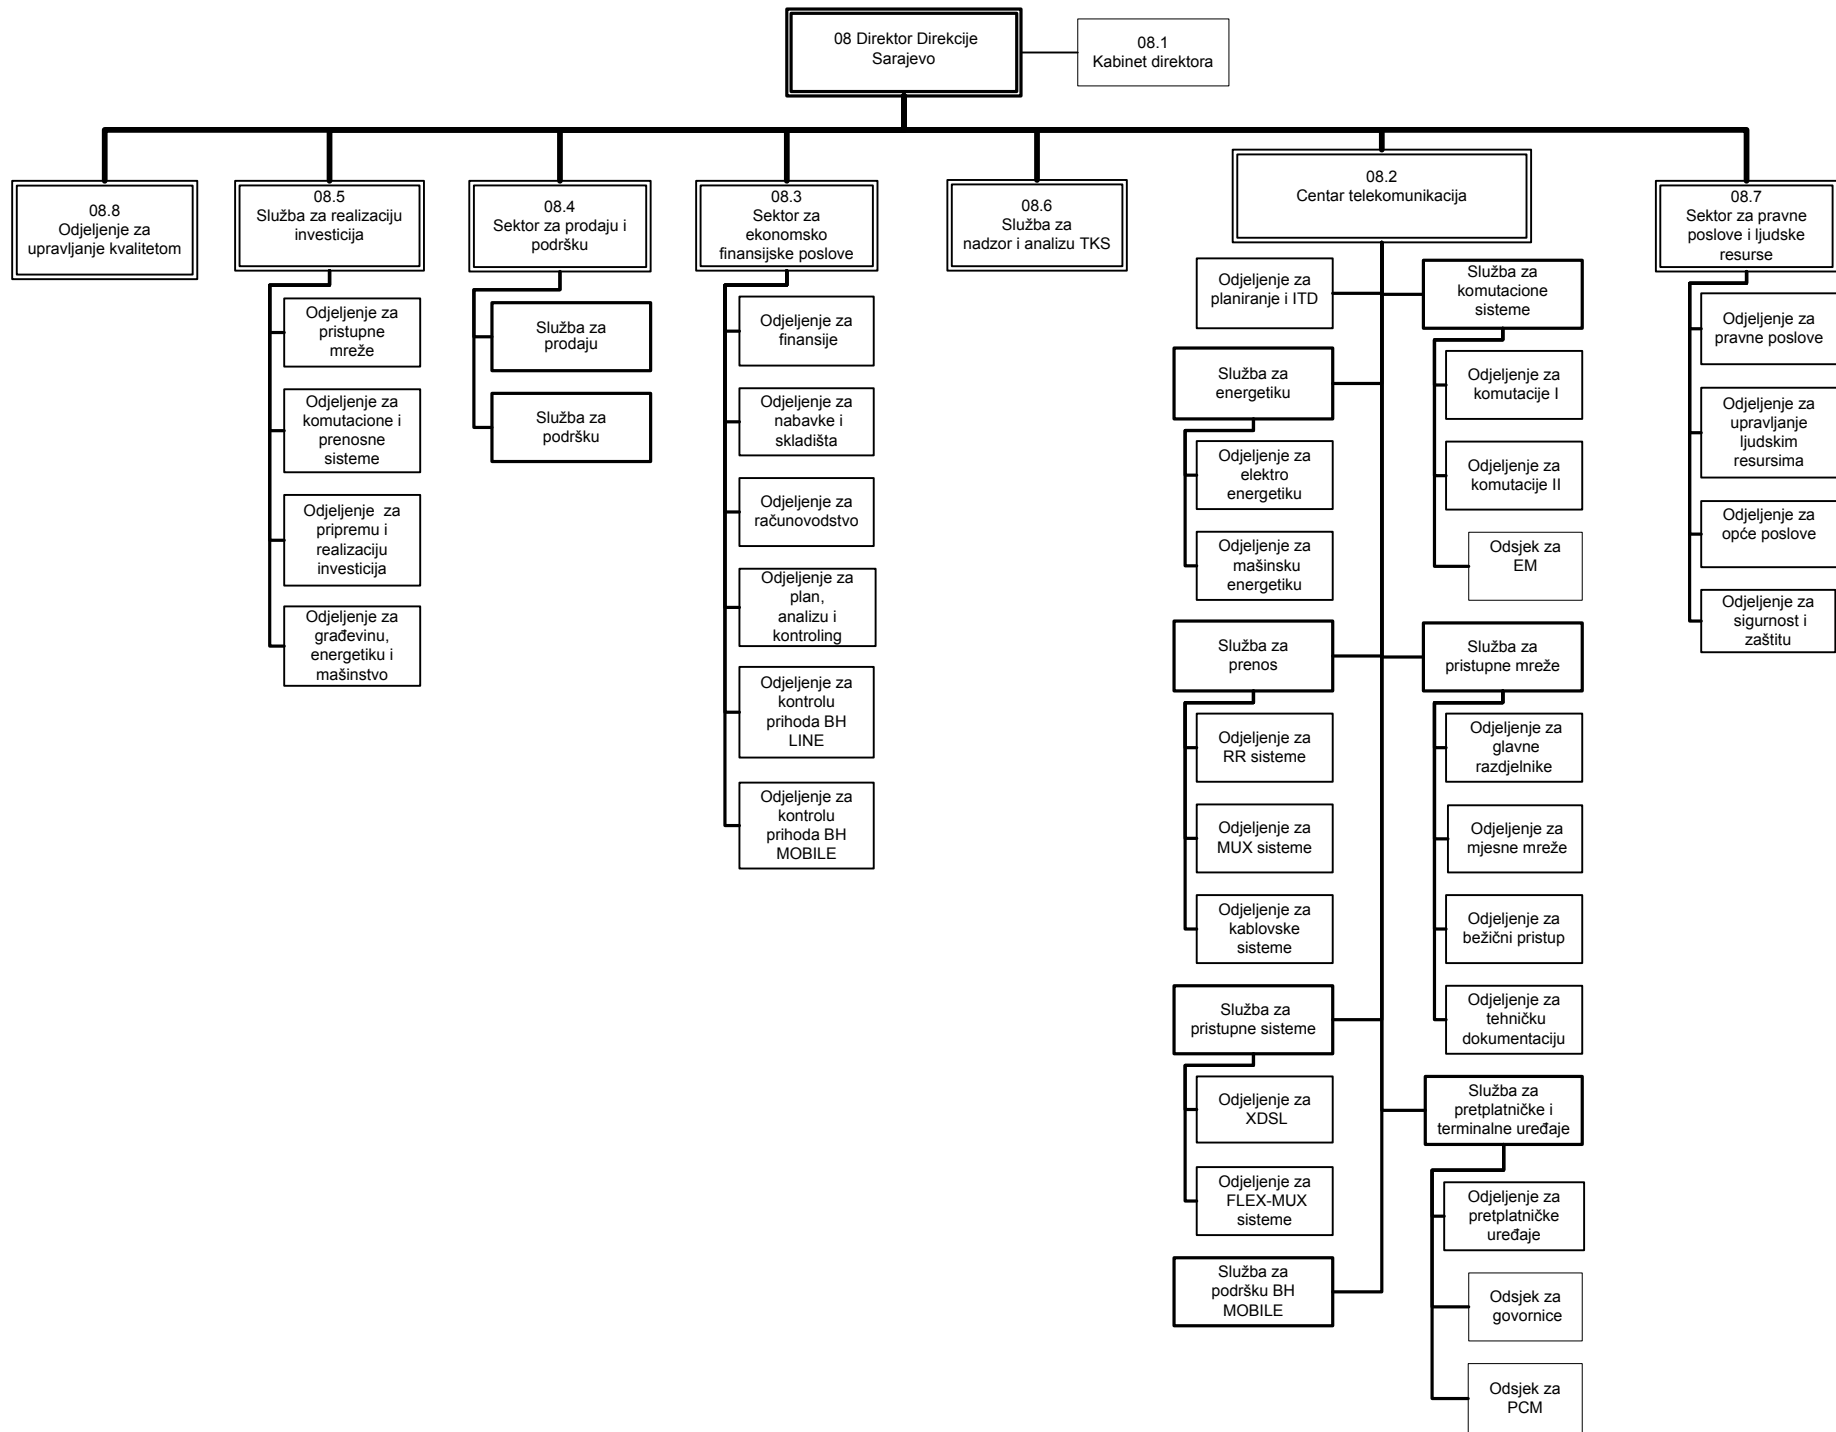 08 Direktor Direkcije
Sarajevo
08.1
Kabinet direktora
08.8
Odjeljenje za
upravljanje kvalitetom
08.5
Služba za realizaciju
investicija
Odjeljenje za
pristupne
mreže
Odjeljenje za
komutacione i
prenosne
sisteme
Odjeljenje  za
pripremu i
realizaciju
investicija
Odjeljenje za
građevinu,
energetiku i
mašinstvo
08.4
Sektor za prodaju i
podršku
Služba za
prodaju
Služba za
podršku
08.3
Sektor za
ekonomsko
finansijske poslove
Odjeljenje za
finansije
Odjeljenje za
nabavke i
skladišta
Odjeljenje za
računovodstvo
Odjeljenje za
plan,
analizu i
kontroling
Odjeljenje za
kontrolu
prihoda BH
LINE
Odjeljenje za
kontrolu
prihoda BH
MOBILE
08.6
Služba za
nadzor i analizu TKS
08.2
Centar telekomunikacija
Odjeljenje za
planiranje i ITD
Služba za
energetiku
Odjeljenje za
elektro
energetiku
Odjeljenje za
mašinsku
energetiku
Služba za
prenos
Odjeljenje za
RR sisteme
Odjeljenje za
MUX sisteme
Odjeljenje za
kablovske
sisteme
Služba za
pristupne sisteme
Odjeljenje za
XDSL
Odjeljenje za
FLEX-MUX
sisteme
Služba za
podršku BH
MOBILE
Služba za
komutacione
sisteme
Odjeljenje za
komutacije I
Odjeljenje za
komutacije II
Odsjek za
EM
Služba za
pristupne mreže
Odjeljenje za
glavne
razdjelnike
Odjeljenje za
mjesne mreže
Odjeljenje za
bežični pristup
Odjeljenje za
tehničku
dokumentaciju
Služba za
pretplatničke i
terminalne uređaje
Odjeljenje za
pretplatničke
uređaje
Odsjek za
govornice
Odsjek za
PCM
08.7
Sektor za pravne
poslove i ljudske
resurse
Odjeljenje za
pravne poslove
Odjeljenje za
upravljanje
ljudskim
resursima
Odjeljenje za
opće poslove
Odjeljenje za
sigurnost i
zaštitu